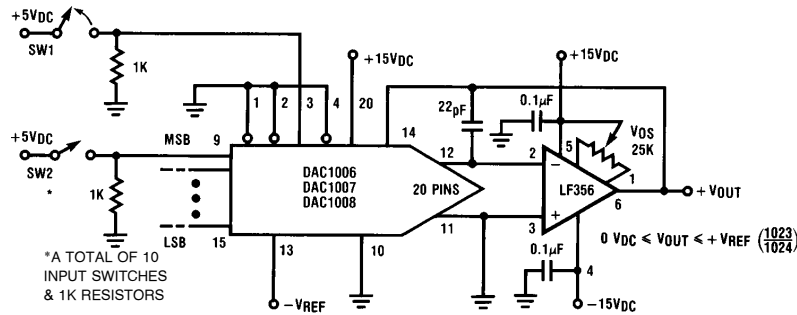 +5VDC
SW1
1K
+15VDC
+15VDC
1 2 3 4 20
14
22pF
0.1μF
VOS
25K
5
1
+5VDC
SW2
*
1K
MSB 9
DAC1006
DAC1007
DAC1008
20 PINS
12
2
−
LF356
6
+VOUT
LSB 15
11
+
3
0 VDC ≤ VOUT ≤ +VREF (1023/1024)
*A TOTAL OF 10
INPUT SWITCHES
& 1K RESISTORS
13
10
0.1μF
4
−VREF
−15VDC